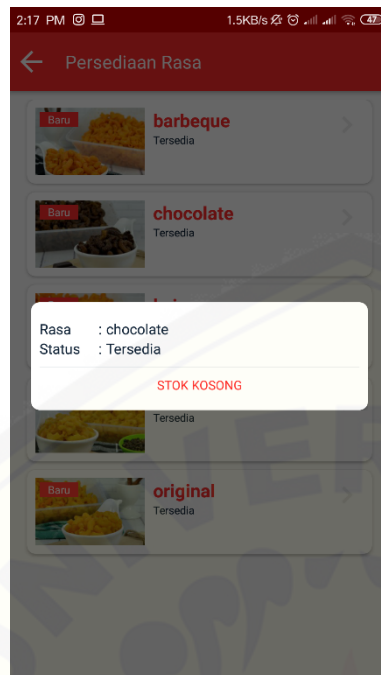 2:17 PM 1.5KB/s 47
Persediaan Rasa
Baru
barbeque
Tersedia
Baru
chocolate
Tersedia
Rasa : chocolate
Status : Tersedia
STOK KOSONG
Tersedia
Baru
original
Tersedia